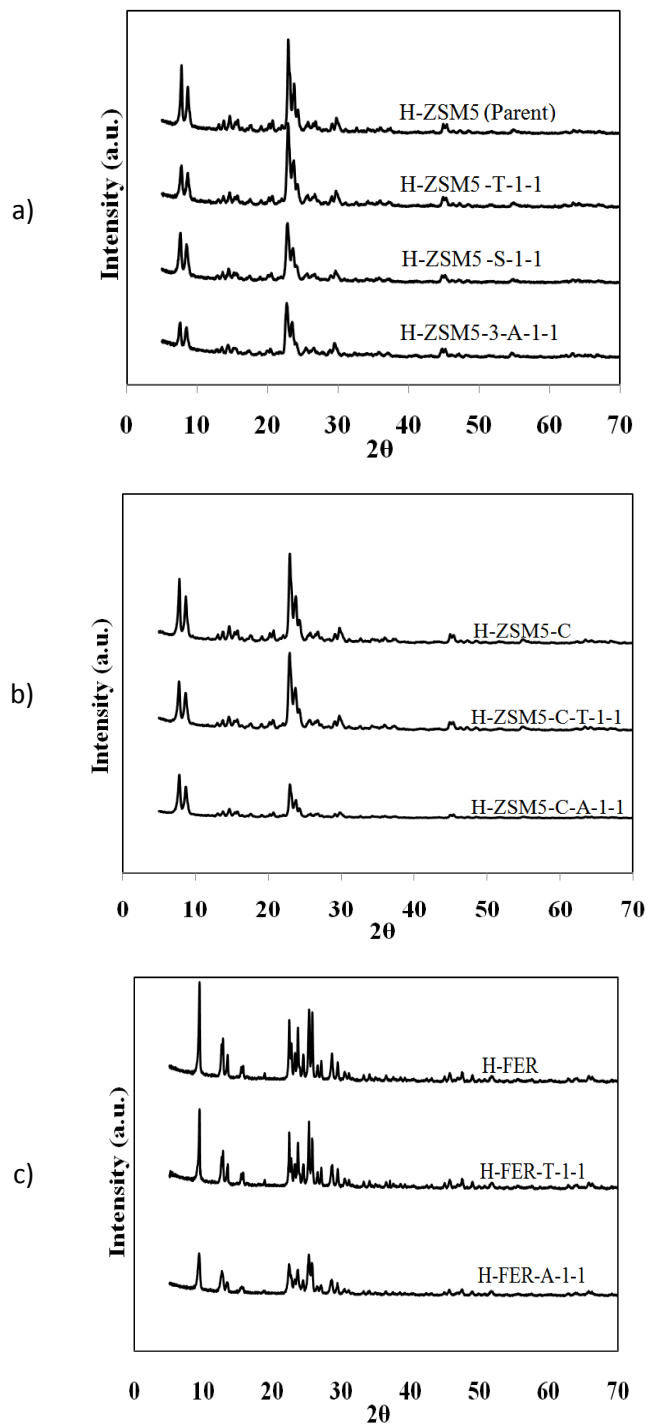 a)
Intensity (a.u.)
H-ZSM5 (Parent)
H-ZSM5 -T-1-1
H-ZSM5 -S-1-1
H-ZSM5-3-A-1-1
0 10 20 30 40 50 60 70
2θ
b)
Intensity (a.u.)
H-ZSM5-C
H-ZSM5-C-T-1-1
H-ZSM5-C-A-1-1
0 10 20 30 40 50 60 70
2θ
c)
Intensity (a.u.)
H-FER
H-FER-T-1-1
H-FER-A-1-1
0 10 20 30 40 50 60 70
2θ